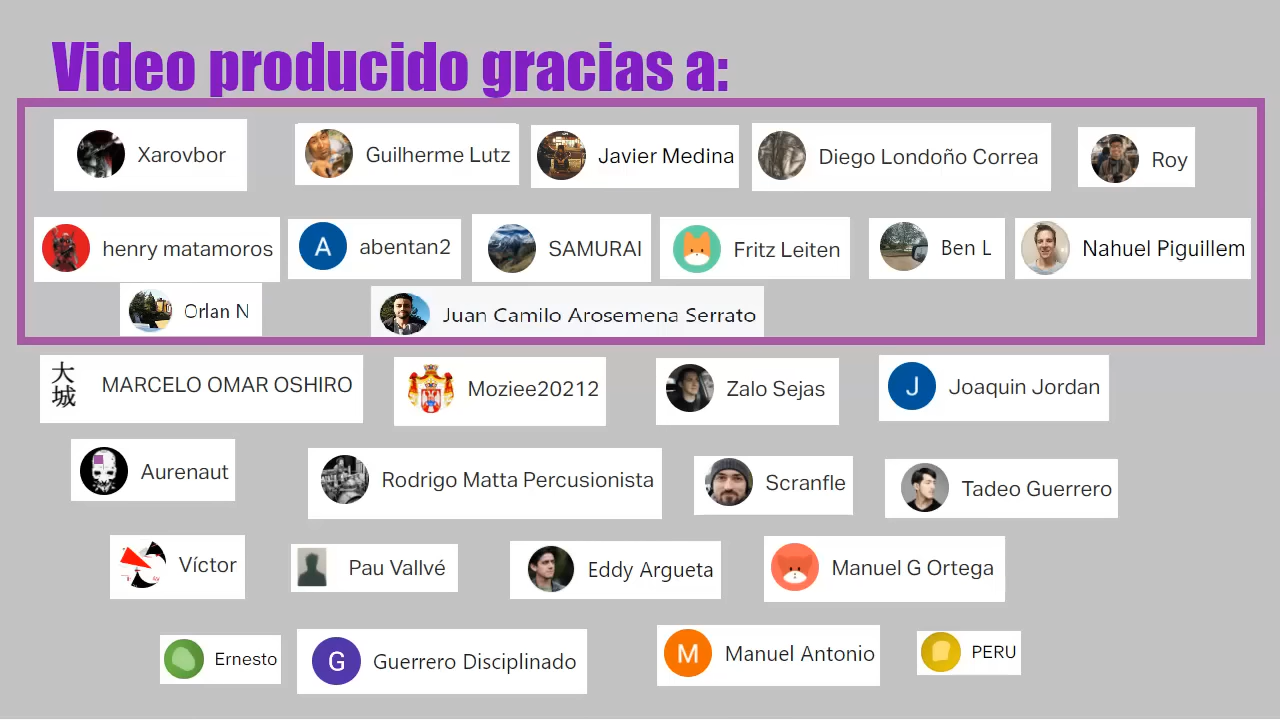 Video producido gracias a:
Xarovbor Guilherme Lutz Javier Medina Diego Londoño Correa Roy
henry matamoros A abentan2 SAMURAI Fritz Leiten Ben L Nahuel Piguillem
Orlan N Juan Camilo Arosemena Serrato
大城 MARCELO OMAR OSHIRO Moziee20212 Zalo Sejas J Joaquin Jordan
Aurenaut Rodrigo Matta Percusionista Scranfle Tadeo Guerrero
Víctor Pau Vallvé Eddy Argueta Manuel G Ortega
Ernesto G Guerrero Disciplinado M Manuel Antonio PERU